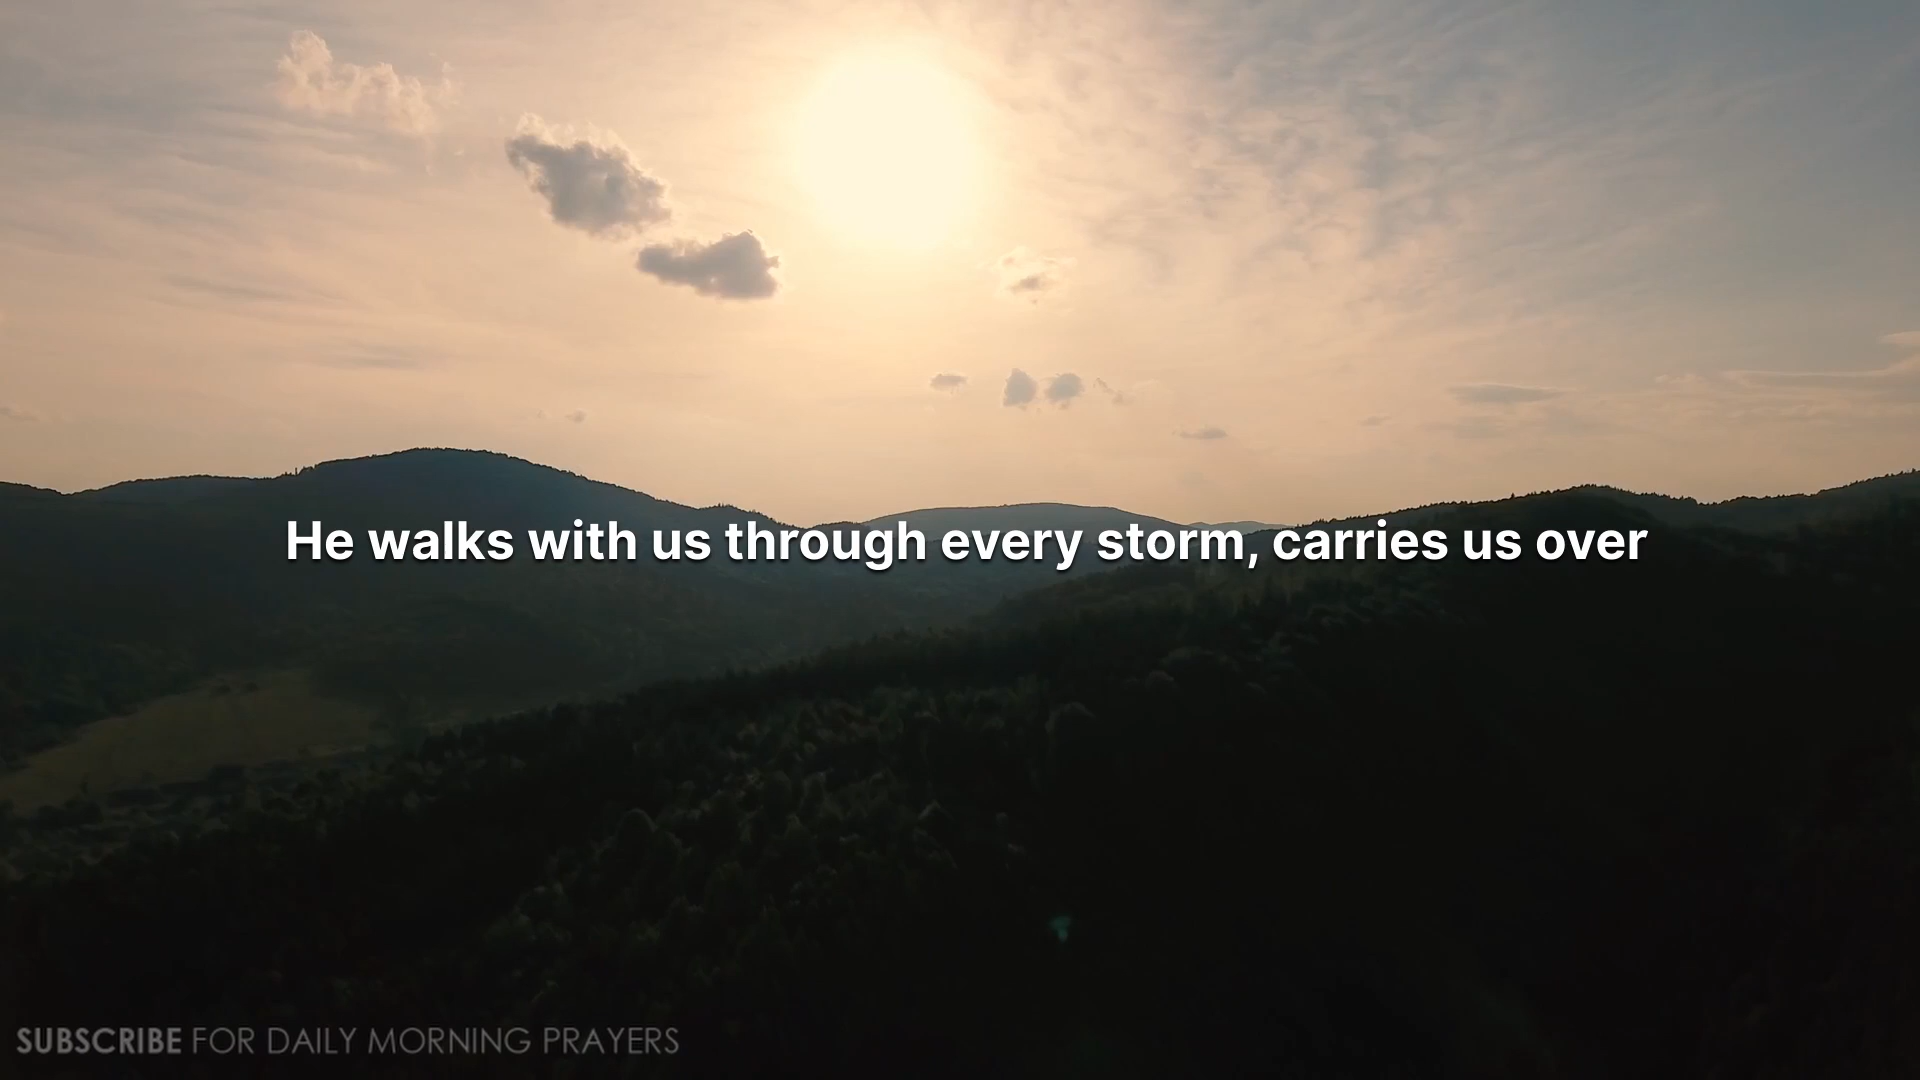 He walks with us through every storm, carries us over
SUBSCRIBE FOR DAILY MORNING PRAYERS